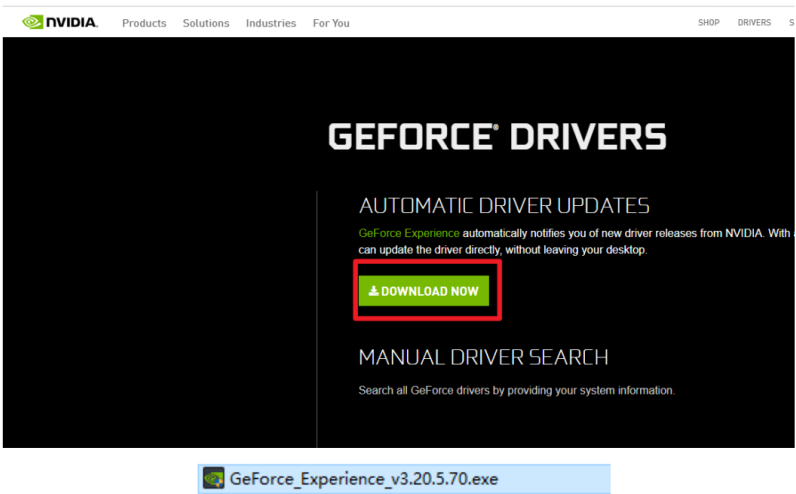 NVIDIA. Products Solutions Industries For You SHOP DRIVERS S
GEFORCE® DRIVERS
AUTOMATIC DRIVER UPDATES
GeForce Experience automatically notifies you of new driver releases from NVIDIA. With a
can update the driver directly, without leaving your desktop.
DOWNLOAD NOW
MANUAL DRIVER SEARCH
Search all GeForce drivers by providing your system information.
GeForce_Experience_v3.20.5.70.exe